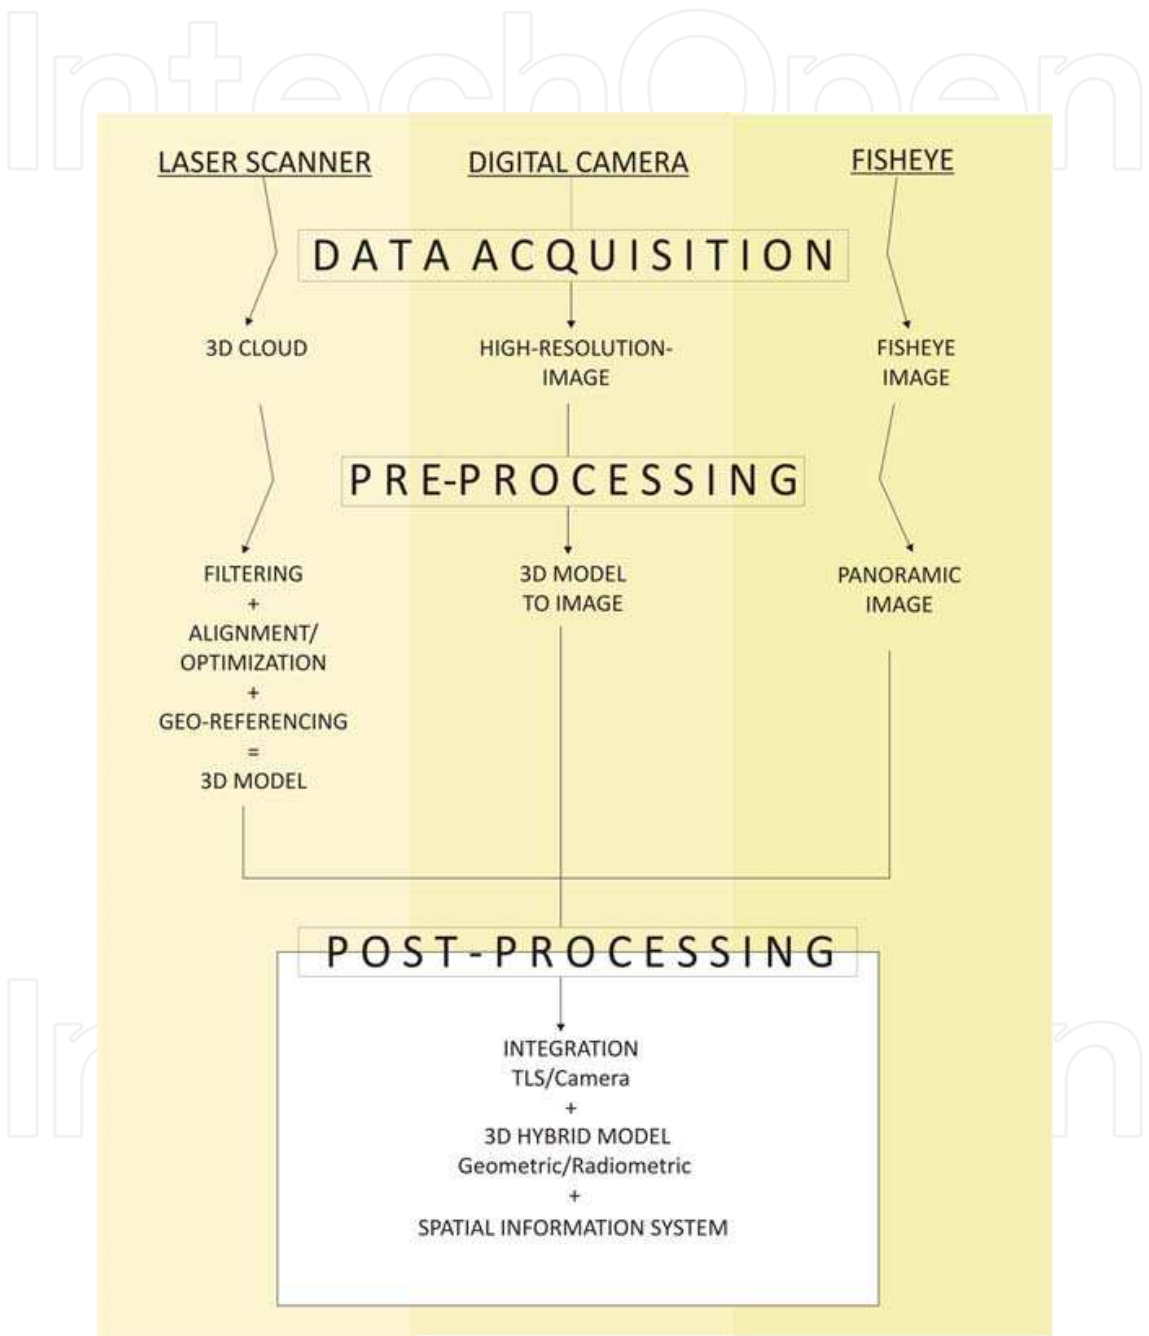 IntechOpen
LASER SCANNER
DIGITAL CAMERA
FISHEYE
DATA ACQUISITION
3D CLOUD
HIGH-RESOLUTION-
IMAGE
FISHEYE
IMAGE
PRE-PROCESSING
FILTERING
+
ALIGNMENT/
OPTIMIZATION
+
GEO-REFERENCING
=
3D MODEL
3D MODEL
TO IMAGE
PANORAMIC
IMAGE
POST-PROCESSING
INTEGRATION
TLS/Camera
+
3D HYBRID MODEL
Geometric/Radiometric
+
SPATIAL INFORMATION SYSTEM